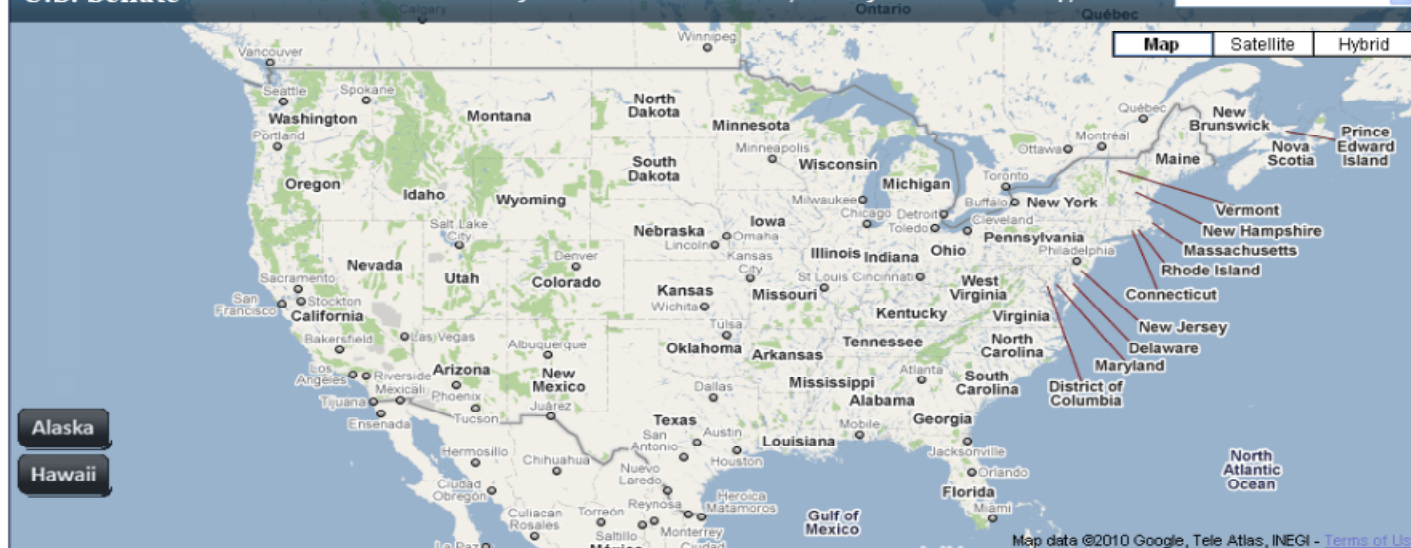 Calgary
Ontario
Québec
Winnipeg
Map
Satellite
Hybrid
Vancouver
Seattle
Spokane
Washington
Montana
North
Dakota
Minnesota
Québec
New
Brunswick
Prince
Edward
Island
Nova
Scotia
Portland
Minneapolis
Ottawa
Montreal
Maine
South
Dakota
Wisconsin
Michigan
Toronto
Oregon
Idaho
Wyoming
Milwaukee
Buffalo
New York
Vermont
Salt Lake
City
Nebraska
Lincoln
Iowa
Omaha
Chicago
Detroit
Toledo
Cleveland
New Hampshire
Pennsylvania
Massachusetts
Nevada
Utah
Denver
Colorado
Kansas
City
Illinois
Indiana
Ohio
Philadelphia
Rhode Island
Sacramento
San
Francisco
Stockton
California
Kansas
Wichita
Missouri
St Louis
Cincinnati
West
Virginia
Connecticut
Kentucky
Virginia
New Jersey
Bakersfield
Las Vegas
Albuquerque
Tulsa
Oklahoma
Arkansas
Tennessee
North
Carolina
Delaware
Maryland
Los
Angeles
Riverside
Mexicali
Arizona
Phoenix
New
Mexico
Dallas
Mississippi
Atlanta
Alabama
South
Carolina
District of
Columbia
Tijuana
Ensenada
Tucson
Juárez
Texas
San
Antonio
Austin
Houston
Louisiana
Mobile
Georgia
Jacksonville
Alaska
Hawaii
Hermosillo
Chihuahua
Ciudad
Obregón
Nuevo
Laredo
Orlando
North
Atlantic
Ocean
Florida
Miami
Culiacan
Rosales
Torreón
Reynosa
Heroica
Matamoros
Saltillo
Monterrey
Gulf of
Mexico
La Paz
México
Ciudad
Map data ©2010 Google, Tele Atlas, INEGI - Terms of Us